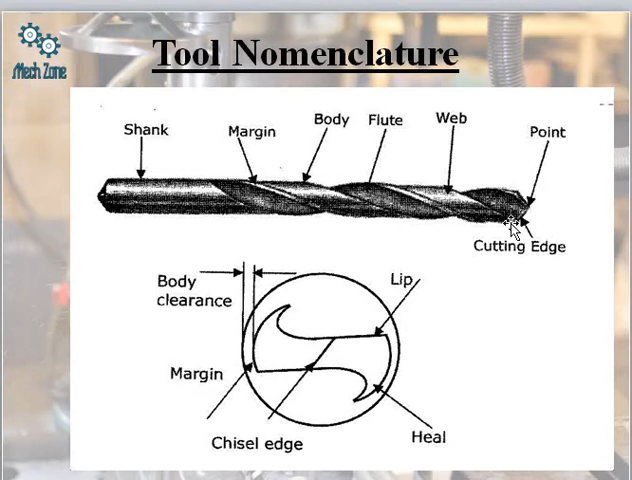 Mech Zone
Tool Nomenclature
Shank
Margin
Body
Flute
Web
Point
Cutting Edge
Body
clearance
Lip
Margin
Chisel edge
Heal